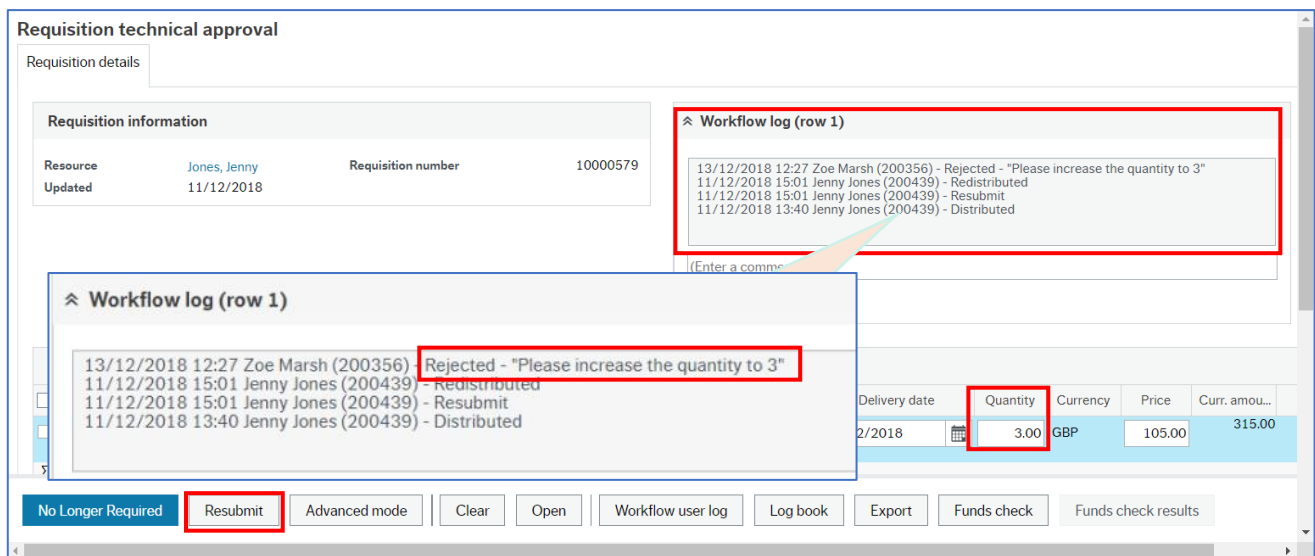 Requisition technical approval
Requisition details
Requisition information
Resource Jones, Jenny Requisition number 10000579
Updated 11/12/2018
Workflow log (row 1)
13/12/2018 12:27 Zoe Marsh (200356) - Rejected - "Please increase the quantity to 3"
11/12/2018 15:01 Jenny Jones (200439) - Redistributed
11/12/2018 15:01 Jenny Jones (200439) - Resubmit
11/12/2018 13:40 Jenny Jones (200439) - Distributed
(Enter a comme
Workflow log (row 1)
13/12/2018 12:27 Zoe Marsh (200356) - Rejected - "Please increase the quantity to 3"
11/12/2018 15:01 Jenny Jones (200439) - Redistributed
11/12/2018 15:01 Jenny Jones (200439) - Resubmit
11/12/2018 13:40 Jenny Jones (200439) - Distributed
Delivery date Quantity Currency Price Curr. amou...
2/2018 3.00 GBP 105.00 315.00
Σ
No Longer Required Resubmit Advanced mode Clear Open Workflow user log Log book Export Funds check Funds check results